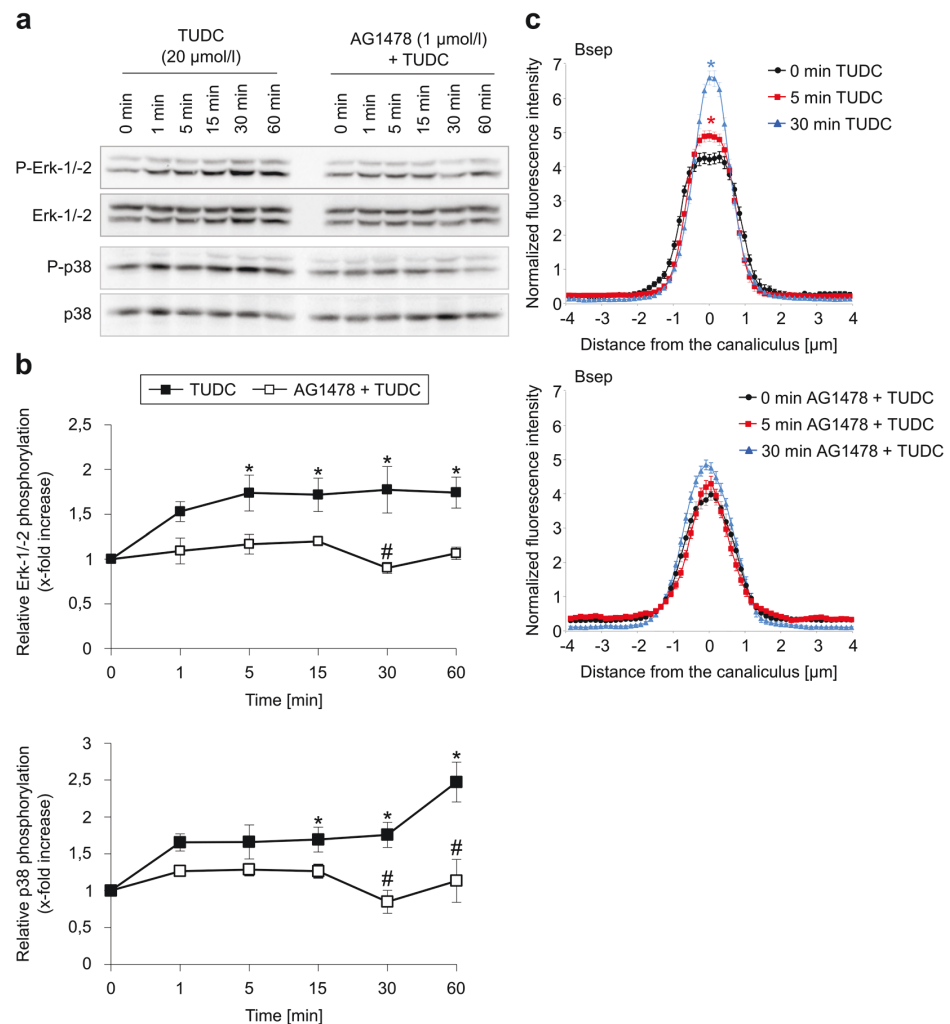 a
TUDC
(20 µmol/l)
AG1478 (1 µmol/l)
+ TUDC
0 min
1 min
5 min
15 min
30 min
60 min
0 min
1 min
5 min
15 min
30 min
60 min
P-Erk-1/-2
Erk-1/-2
P-p38
p38
b
TUDC
AG1478 + TUDC
Relative Erk-1/-2 phosphorylation
(x-fold increase)
2,5
2
1,5
1
0,5
0
* * * *
#
0 1 5 15 30 60
Time [min]
Relative p38 phosphorylation
(x-fold increase)
3
2,5
2
1,5
1
0,5
0
* * *
# #
0 1 5 15 30 60
Time [min]
c
Bsep
Normalized fluorescence intensity
7
6
5
4
3
2
1
0
*
*
0 min TUDC
5 min TUDC
30 min TUDC
-4 -3 -2 -1 0 1 2 3 4
Distance from the canaliculus [µm]
Bsep
Normalized fluorescence intensity
7
6
5
4
3
2
1
0
0 min AG1478 + TUDC
5 min AG1478 + TUDC
30 min AG1478 + TUDC
-4 -3 -2 -1 0 1 2 3 4
Distance from the canaliculus [µm]